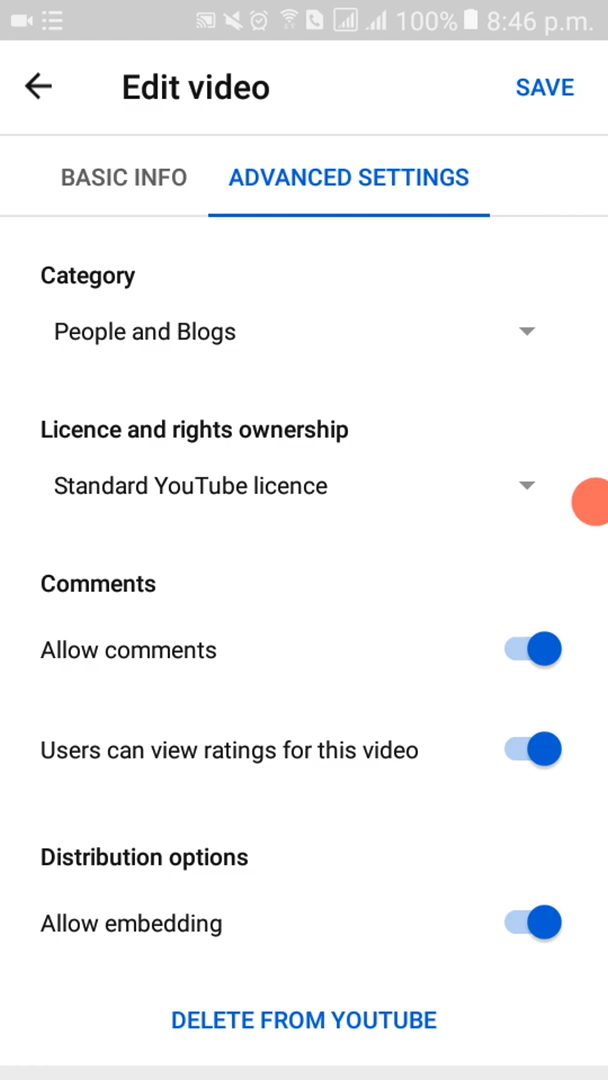 100% 8:46 p.m.
Edit video SAVE
BASIC INFO ADVANCED SETTINGS
Category
People and Blogs
Licence and rights ownership
Standard YouTube licence
Comments
Allow comments
Users can view ratings for this video
Distribution options
Allow embedding
DELETE FROM YOUTUBE